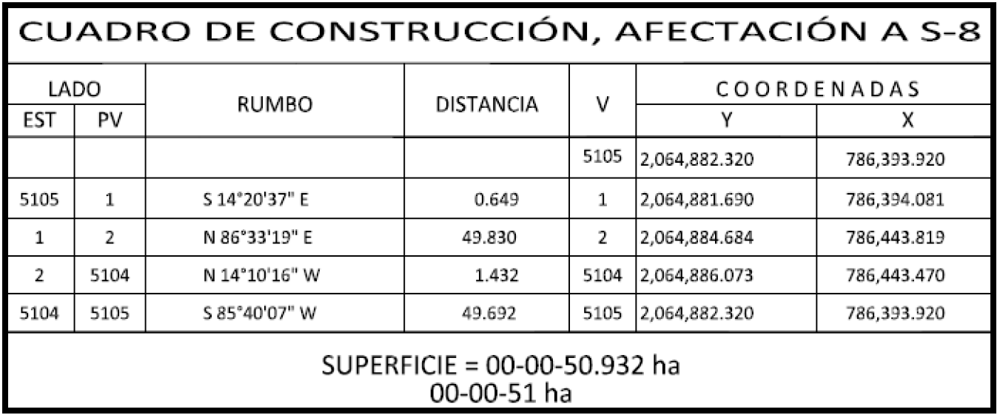 CUADRO DE CONSTRUCCIÓN, AFECTACIÓN A S-8
LADO RUMBO DISTANCIA V COORDENADAS
EST PV Y X
5105 2,064,882.320 786,393.920
5105 1 S 14°20'37" E 0.649 1 2,064,881.690 786,394.081
1 2 N 86°33'19" E 49.830 2 2,064,884.684 786,443.819
2 5104 N 14°10'16" W 1.432 5104 2,064,886.073 786,443.470
5104 5105 S 85°40'07" W 49.692 5105 2,064,882.320 786,393.920
SUPERFICIE = 00-00-50.932 ha
00-00-51 ha